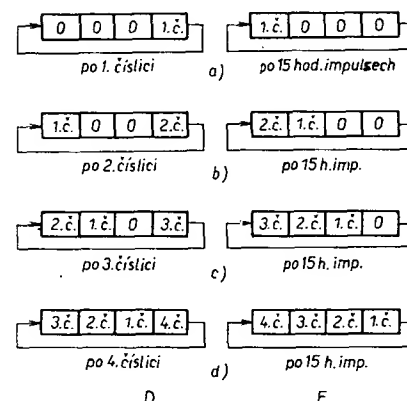 0 0 0 1.č. 1.č. 0 0 0
po 1. číslici a) po 15 hod. impulsech
1.č. 0 0 2.č. 2.č. 1.č. 0 0
po 2. číslici b) po 15 h. imp.
2.č. 1.č. 0 3.č. 3.č. 2.č. 1.č. 0
po 3. číslici c) po 15 h. imp.
3.č. 2.č. 1.č. 4.č. 4.č. 3.č. 2.č. 1.č.
po 4. číslici d) po 15 h. imp.
D